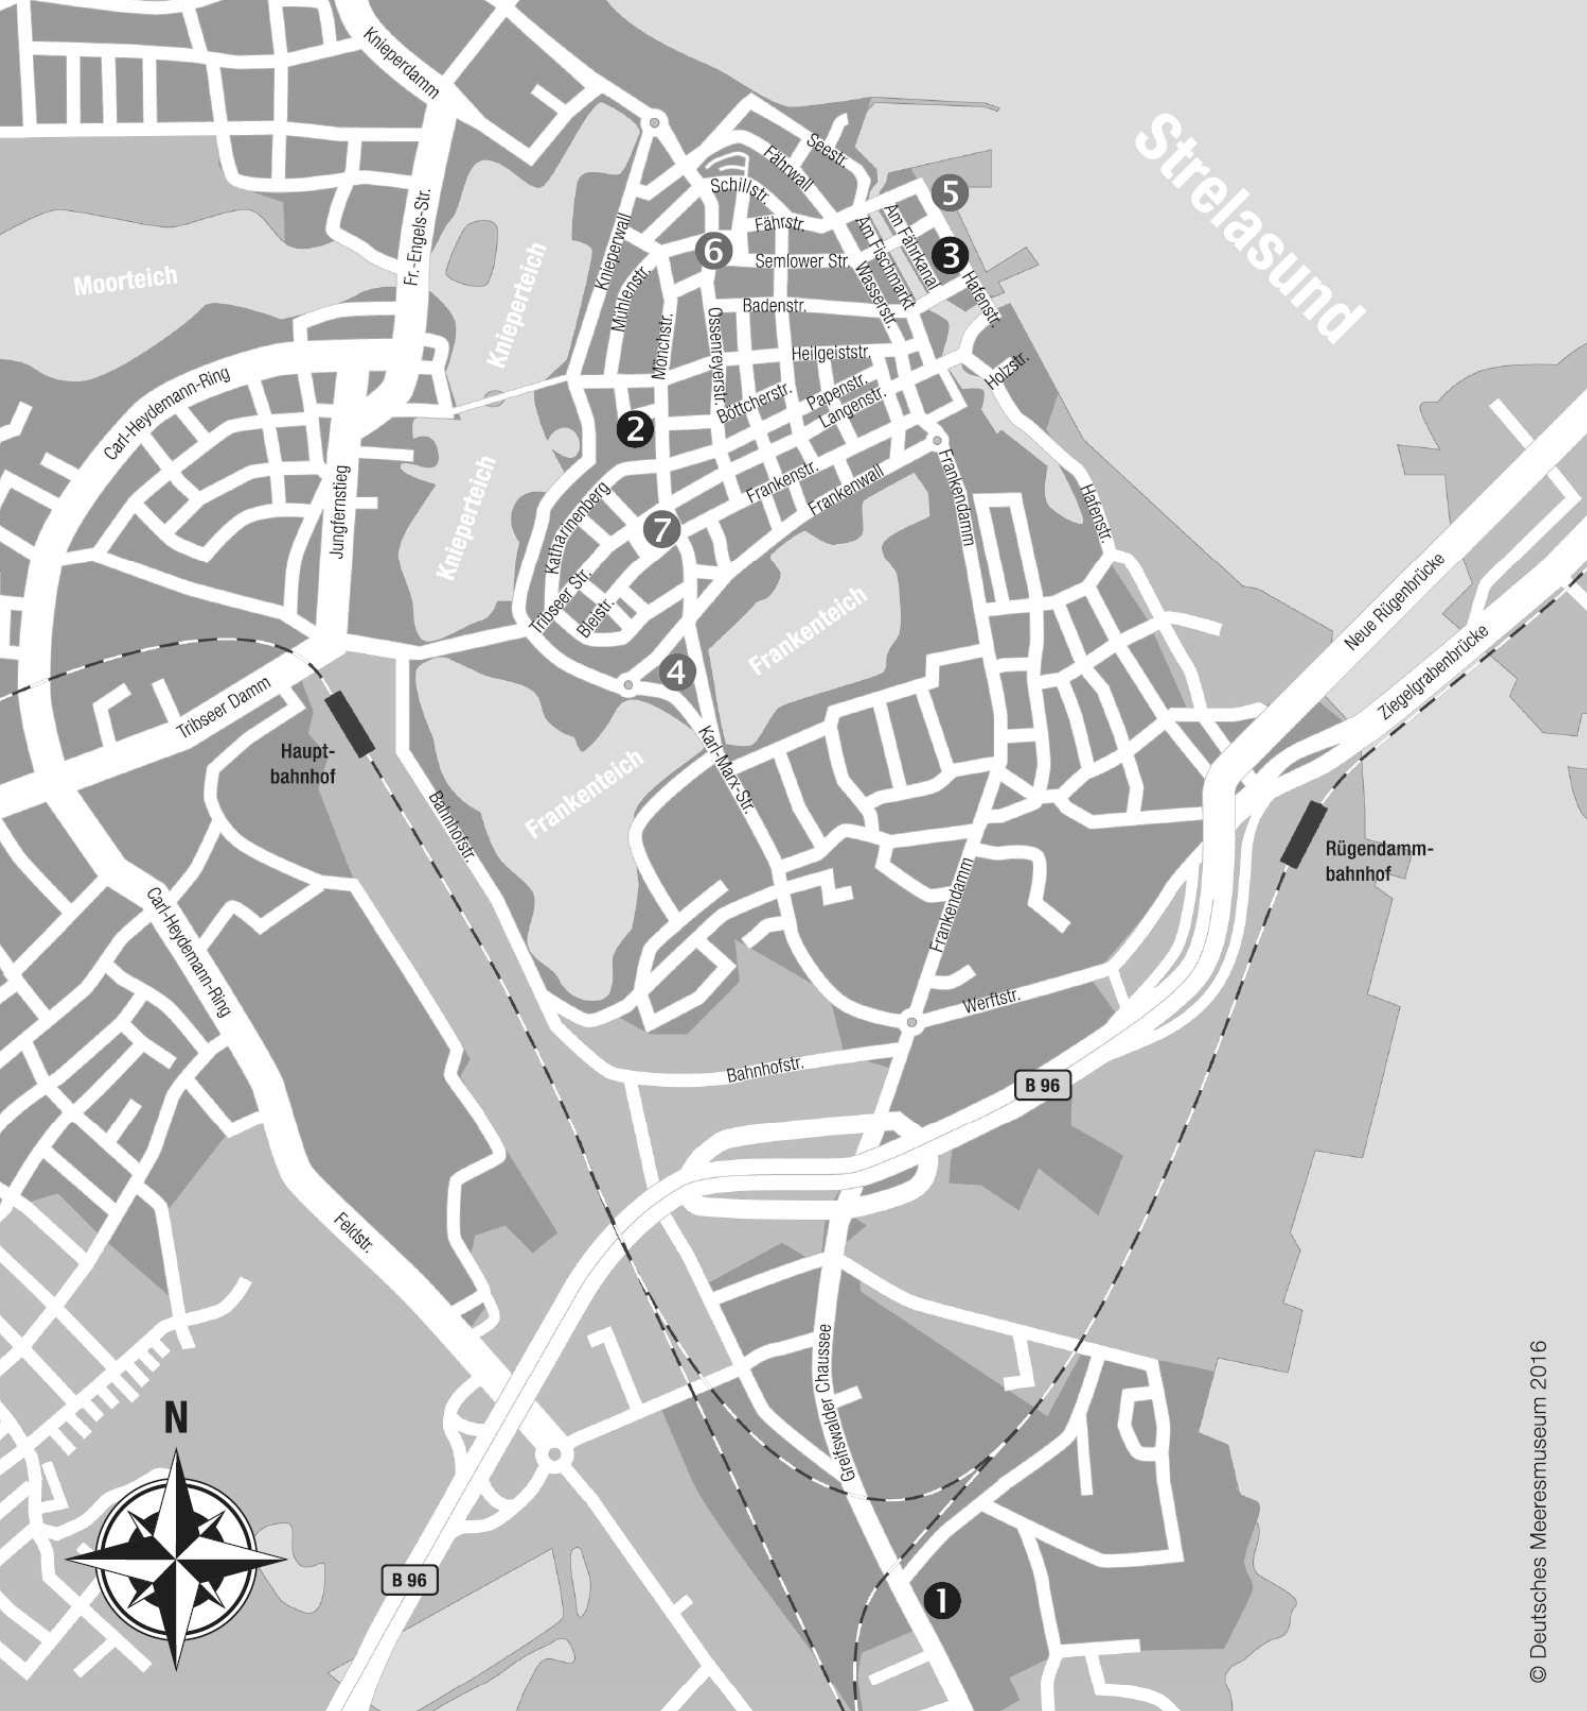 Knieperdamm
Strelasund
Seestr.
Fährwall
Schillstr.
5
Fr.-Engels-Str.
Knieperwall
Fährstr.
Am Fischmarkt
Am Fährkanal
6
3
Moorteich
Knieperteich
Mühlenstr.
Semlower Str.
Wasserstr.
Hafenstr.
Badenstr.
Mönchstr.
Ossenreyerstr.
Heilgeiststr.
Holzstr.
Carl-Heydemann-Ring
Böttcherstr.
Papenstr.
Langenstr.
2
Jungfernstieg
Knieperteich
Katharinenberg
Frankenstr.
Frankenwall
Frankendamm
Hafenstr.
7
Tribseer Str.
Bleistr.
Frankenteich
Neue Rügenbrücke
Ziegelgrabenbrücke
4
Tribseer Damm
Haupt-
bahnhof
Karl-Marx-Str.
Frankenteich
Bahnhofstr.
Rügendamm-
bahnhof
Carl-Heydemann-Ring
Frankendamm
Werftstr.
Bahnhofstr.
B 96
Feldstr.
Greifswalder Chaussee
N
B 96
1
© Deutsches Meeresmuseum 2016